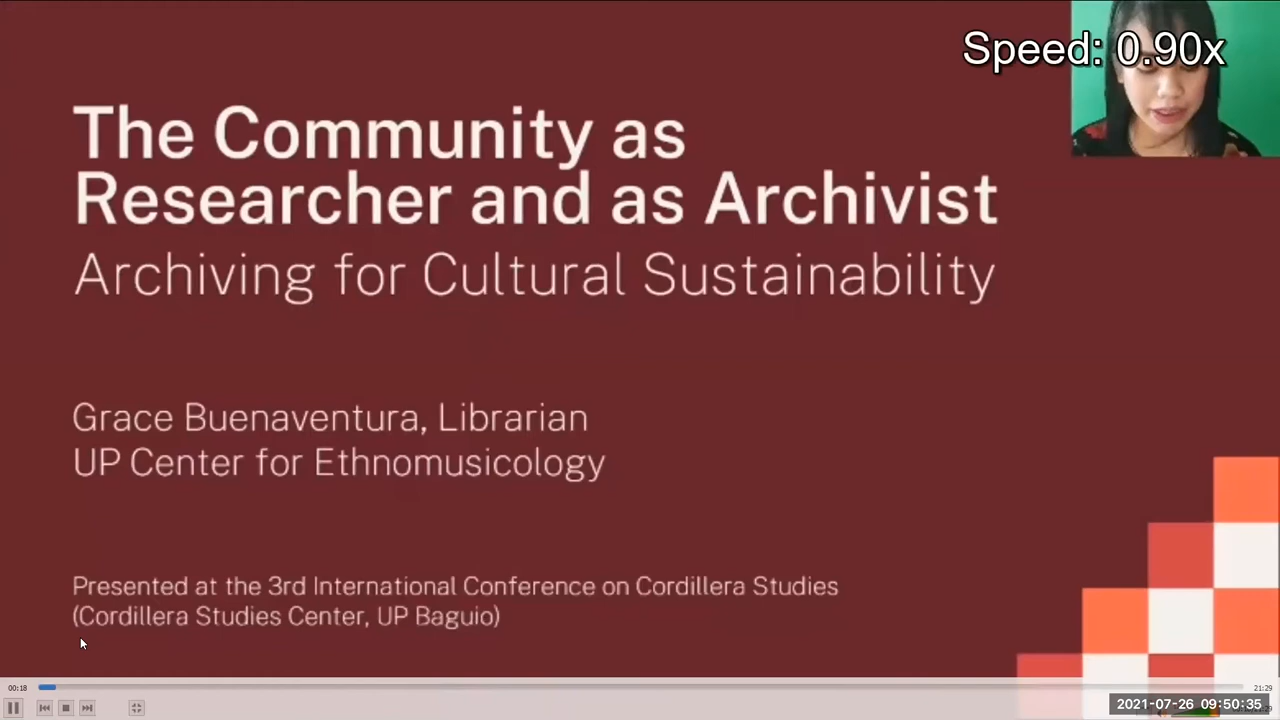 Speed: 0.90x
The Community as
Researcher and as Archivist
Archiving for Cultural Sustainability
Grace Buenaventura, Librarian
UP Center for Ethnomusicology
Presented at the 3rd International Conference on Cordillera Studies
(Cordillera Studies Center, UP Baguio)
00:18
21:29
2021-07-26 09:50:35